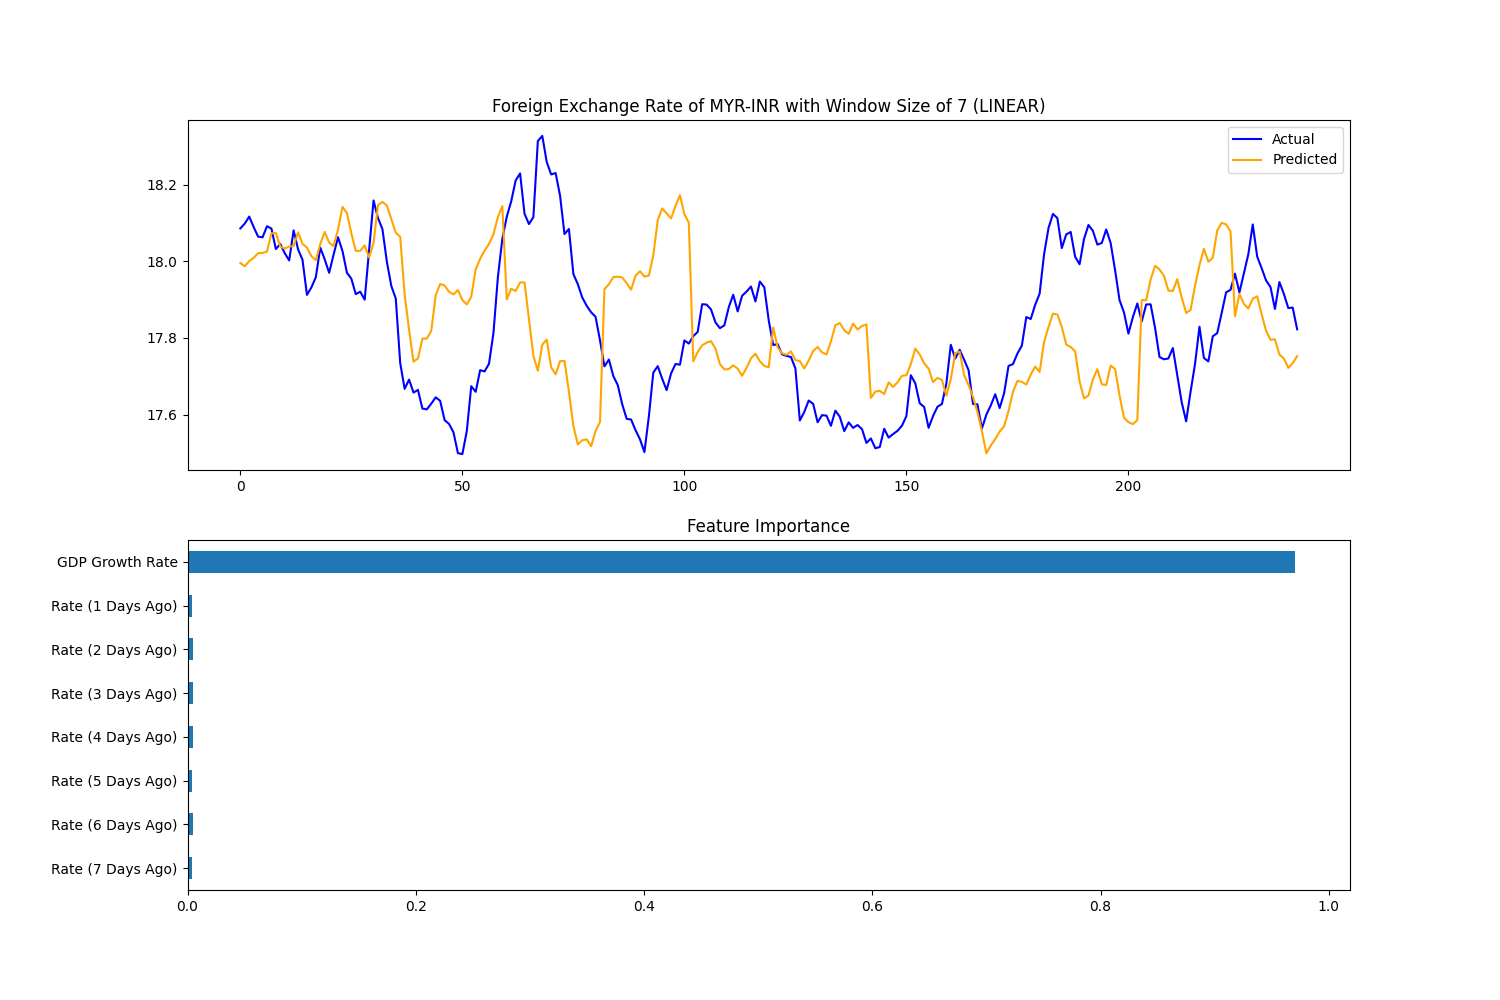 Foreign Exchange Rate of MYR-INR with Window Size of 7 (LINEAR)
Actual
Predicted
18.2
18.0
17.8
17.6
0 50 100 150 200
Feature Importance
GDP Growth Rate
Rate (1 Days Ago)
Rate (2 Days Ago)
Rate (3 Days Ago)
Rate (4 Days Ago)
Rate (5 Days Ago)
Rate (6 Days Ago)
Rate (7 Days Ago)
0.0 0.2 0.4 0.6 0.8 1.0